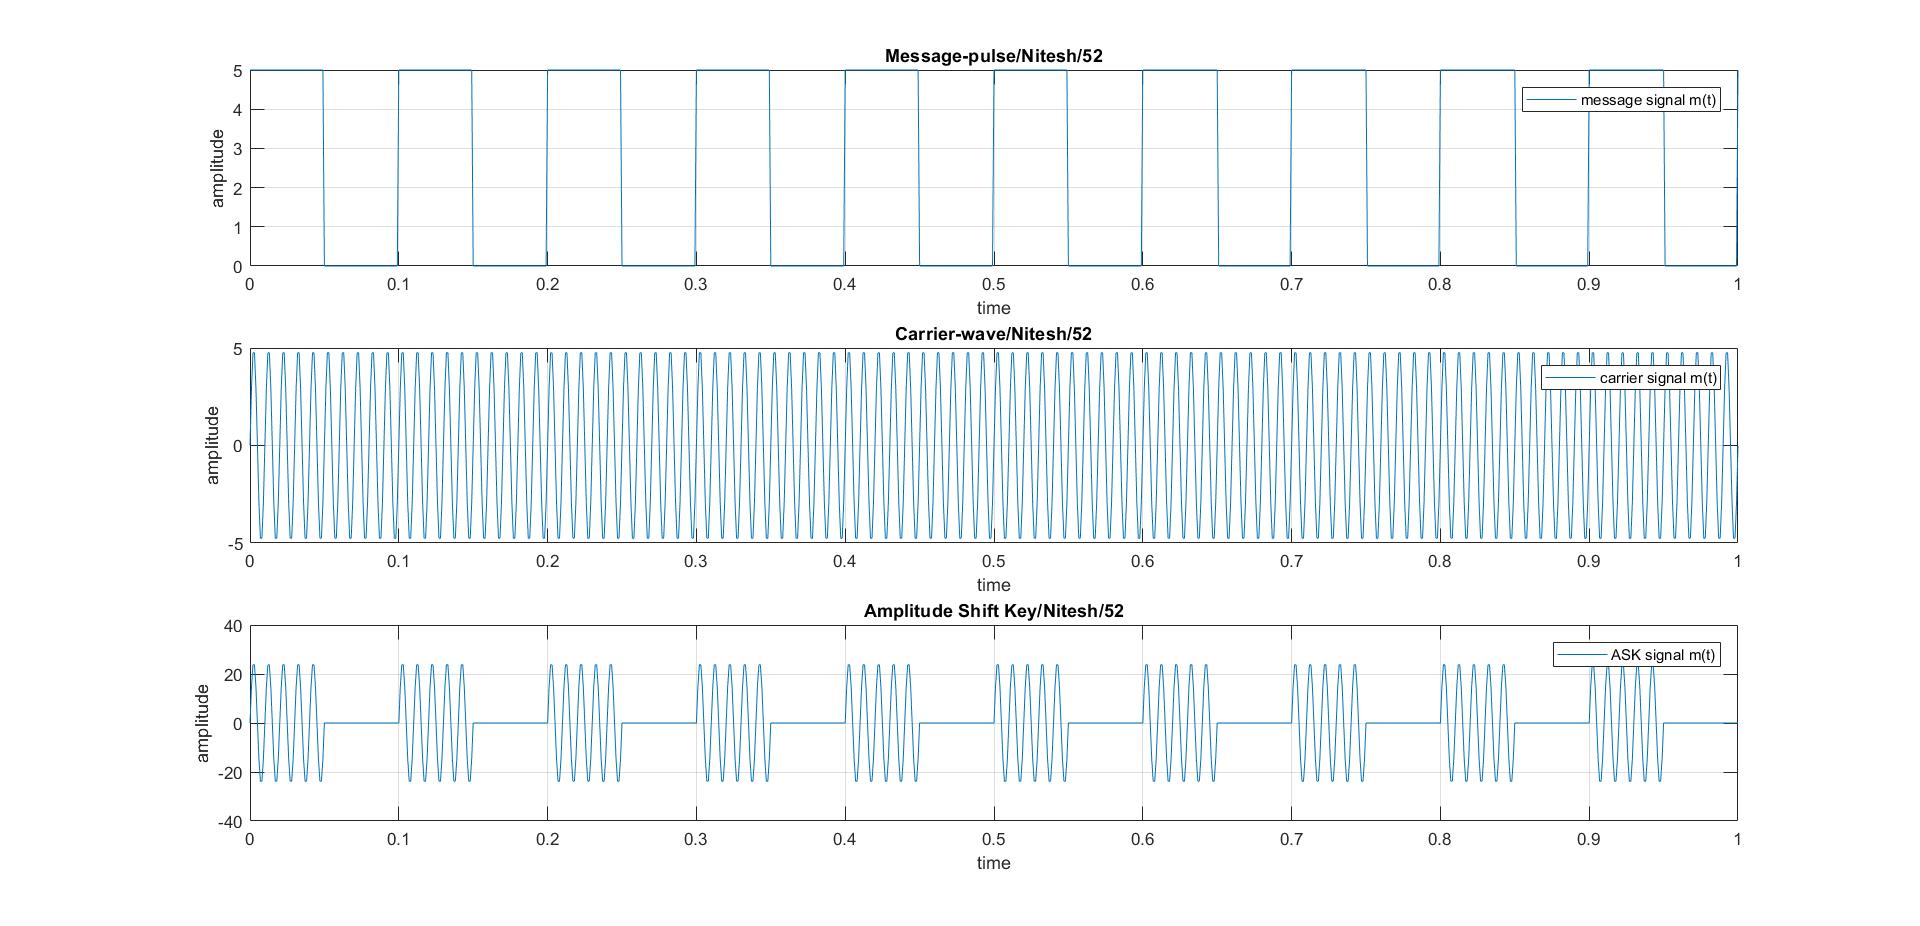 Message-pulse/Nitesh/52
5
4
3
2
1
0
amplitude
message signal m(t)
0 0.1 0.2 0.3 0.4 0.5 0.6 0.7 0.8 0.9 1
time
Carrier-wave/Nitesh/52
5
0
-5
amplitude
carrier signal m(t)
0 0.1 0.2 0.3 0.4 0.5 0.6 0.7 0.8 0.9 1
time
Amplitude Shift Key/Nitesh/52
40
20
0
-20
-40
amplitude
ASK signal m(t)
0 0.1 0.2 0.3 0.4 0.5 0.6 0.7 0.8 0.9 1
time